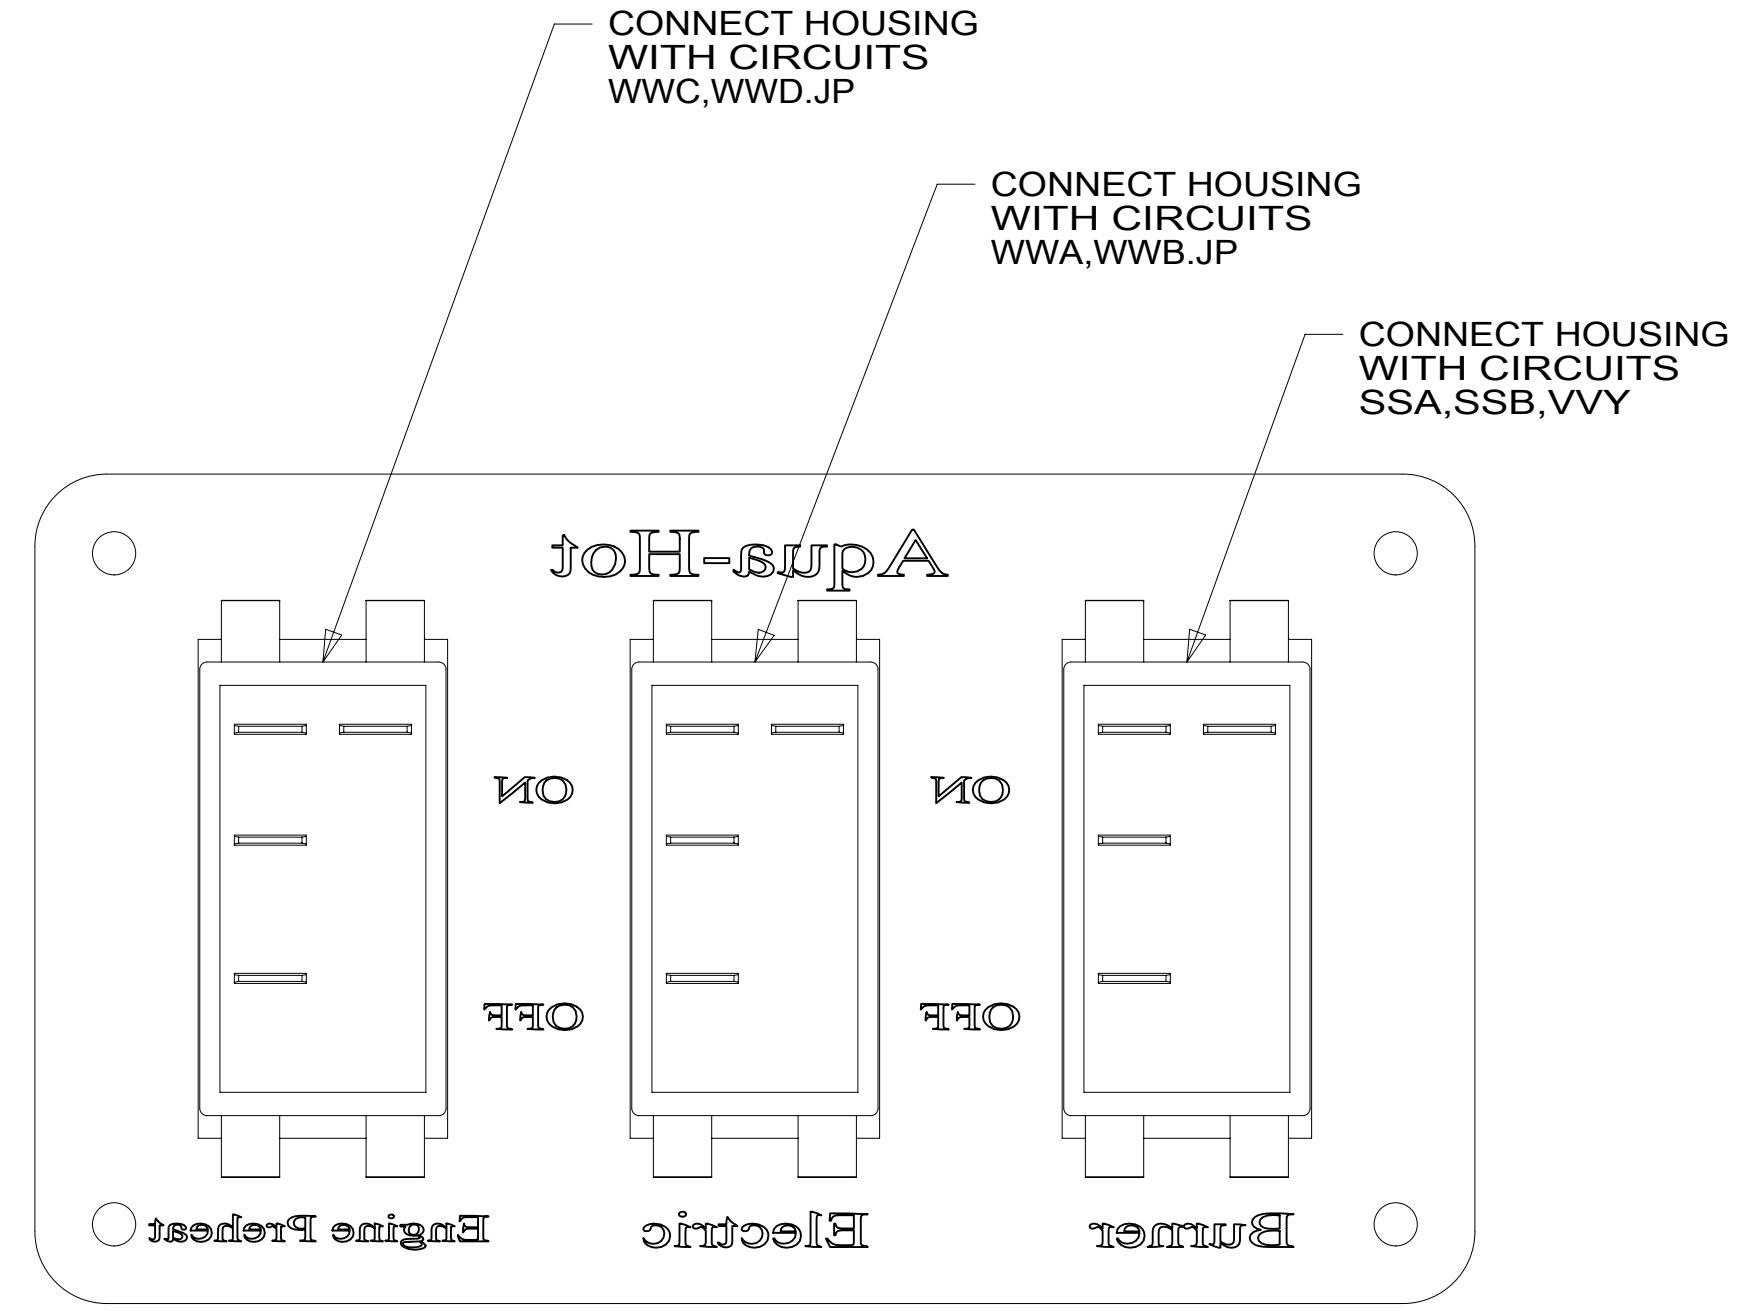 CONNECT HOUSING
WITH CIRCUITS
WWC,WWD.JP
CONNECT HOUSING
WITH CIRCUITS
WWA,WWB.JP
CONNECT HOUSING
WITH CIRCUITS
SSA,SSB,VVY
Aqua-Hot
ON
ON
OFF
OFF
Engine Preheat
Electric
Burner